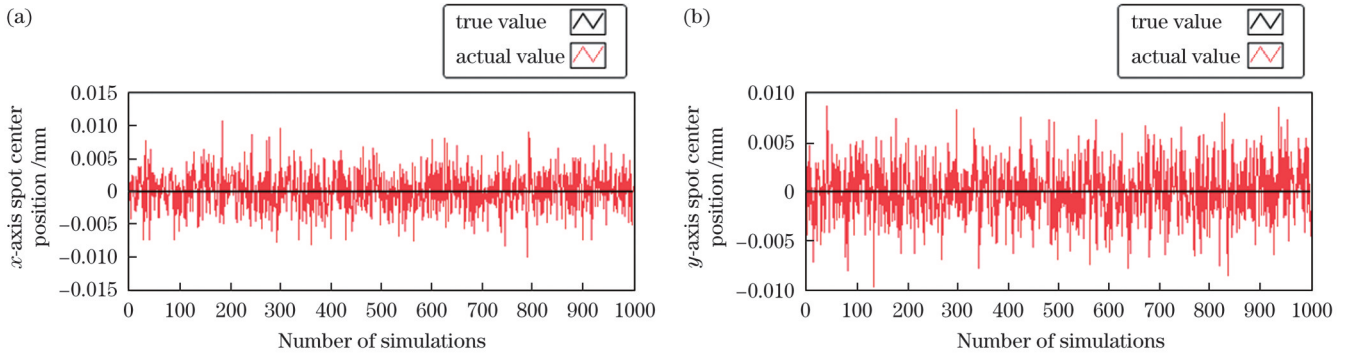 (a)
true value
actual value
x-axis spot center
position /mm
0.015
0.010
0.005
0
−0.005
−0.010
−0.015
0 100 200 300 400 500 600 700 800 900 1000
Number of simulations
(b)
true value
actual value
y-axis spot center
position /mm
0.010
0.005
0
−0.005
−0.010
0 100 200 300 400 500 600 700 800 900 1000
Number of simulations